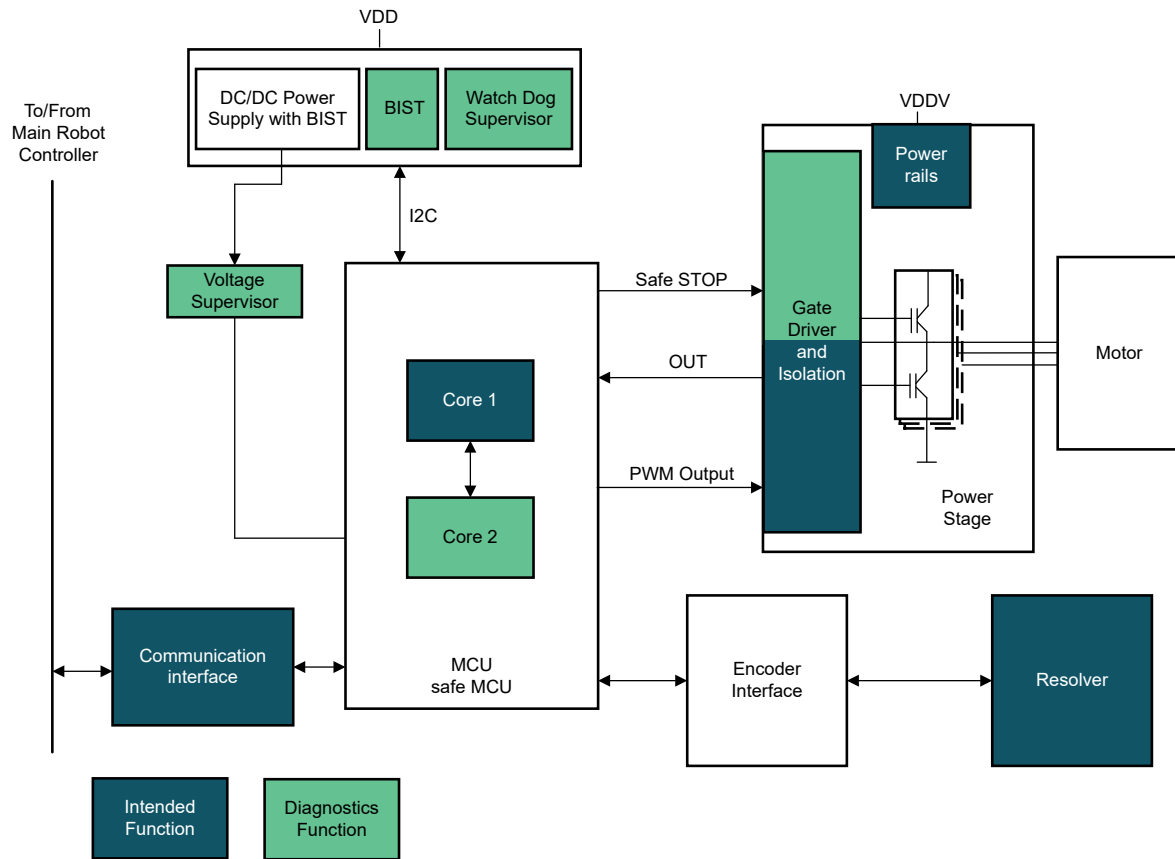 VDD
DC/DC Power
Supply with BIST
BIST
Watch Dog
Supervisor
To/From
Main Robot
Controller
VDDV
Power
rails
I2C
Voltage
Supervisor
Safe STOP
Gate
Driver
and
Isolation
OUT
Motor
Core 1
PWM Output
Core 2
Power
Stage
Communication
interface
MCU
safe MCU
Encoder
Interface
Resolver
Intended
Function
Diagnostics
Function